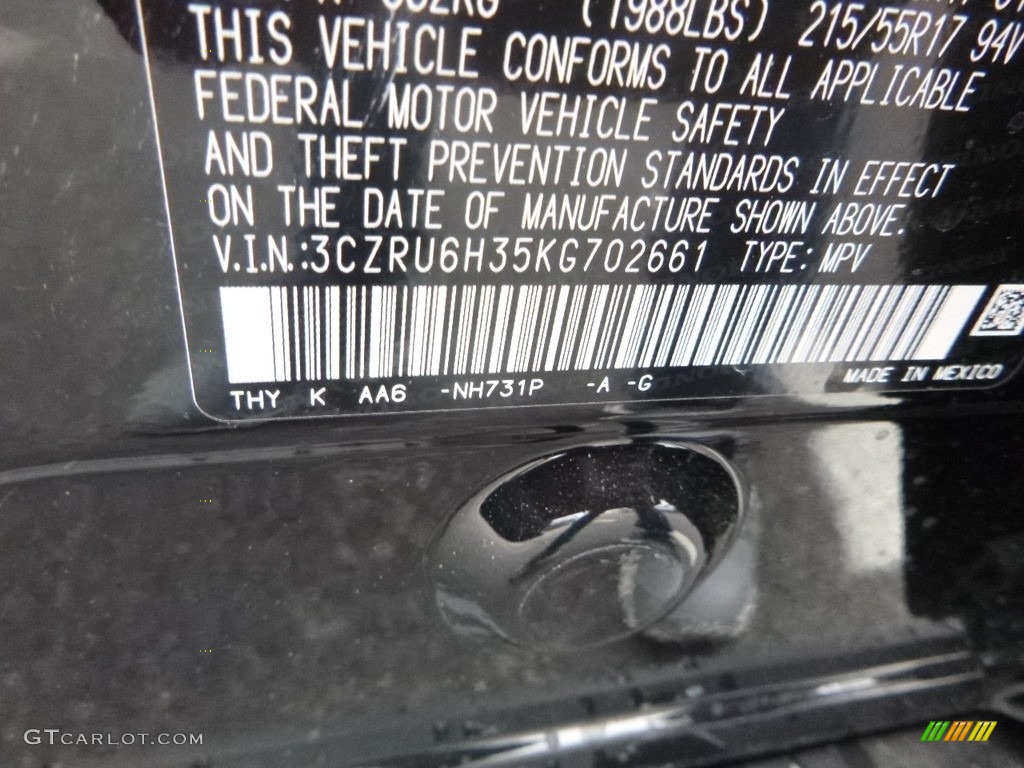 (1988LBS) 215/55R17 94V
THIS VEHICLE CONFORMS TO ALL APPLICABLE
FEDERAL MOTOR VEHICLE SAFETY
AND THEFT PREVENTION STANDARDS IN EFFECT
ON THE DATE OF MANUFACTURE SHOWN ABOVE.
V.I.N.:3CZRU6H35KG702661 TYPE: MPV
THY K AA6 -NH731P -A -G
MADE IN MEXICO
GTCARLOT.COM